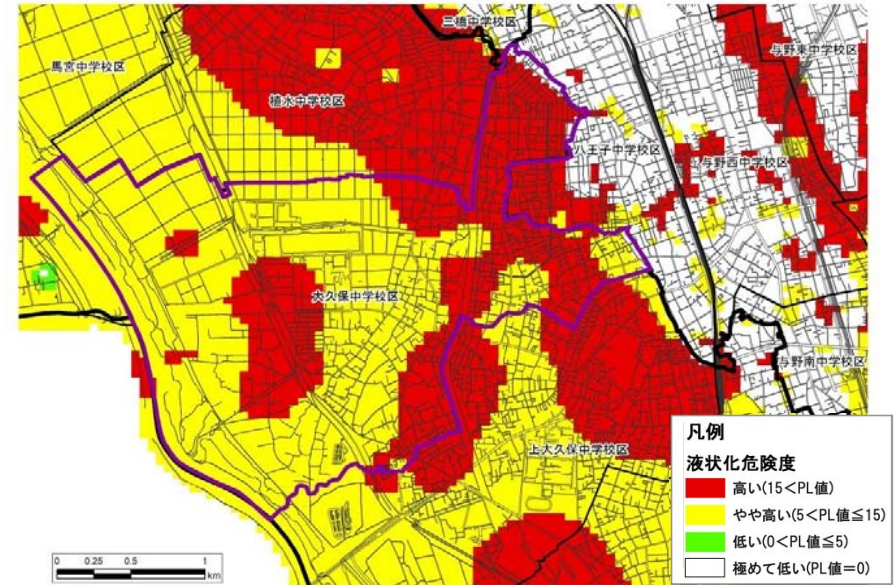 三橋中学校区
与野東中学校区
馬宮中学校区
植水中学校区
八王子中学校区
与野西中学校区
大久保中学校区
与野南中学校区
上大久保中学校区
凡例
液状化危険度
高い(15<PL値)
やや高い(5<PL値≦15)
低い(0<PL値≦5)
極めて低い(PL値=0)
0 0.25 0.5 1
km